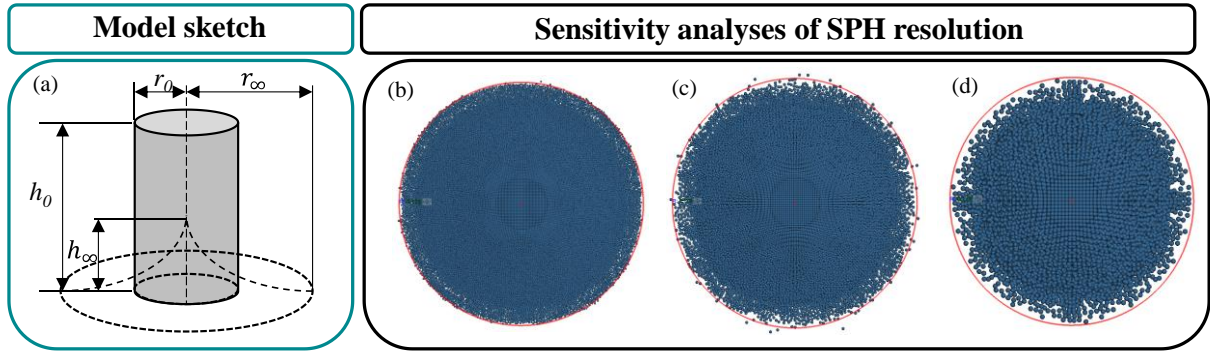 Model sketch
Sensitivity analyses of SPH resolution
(a)
r₀
r∞
h₀
h∞
(b)
(c)
(d)